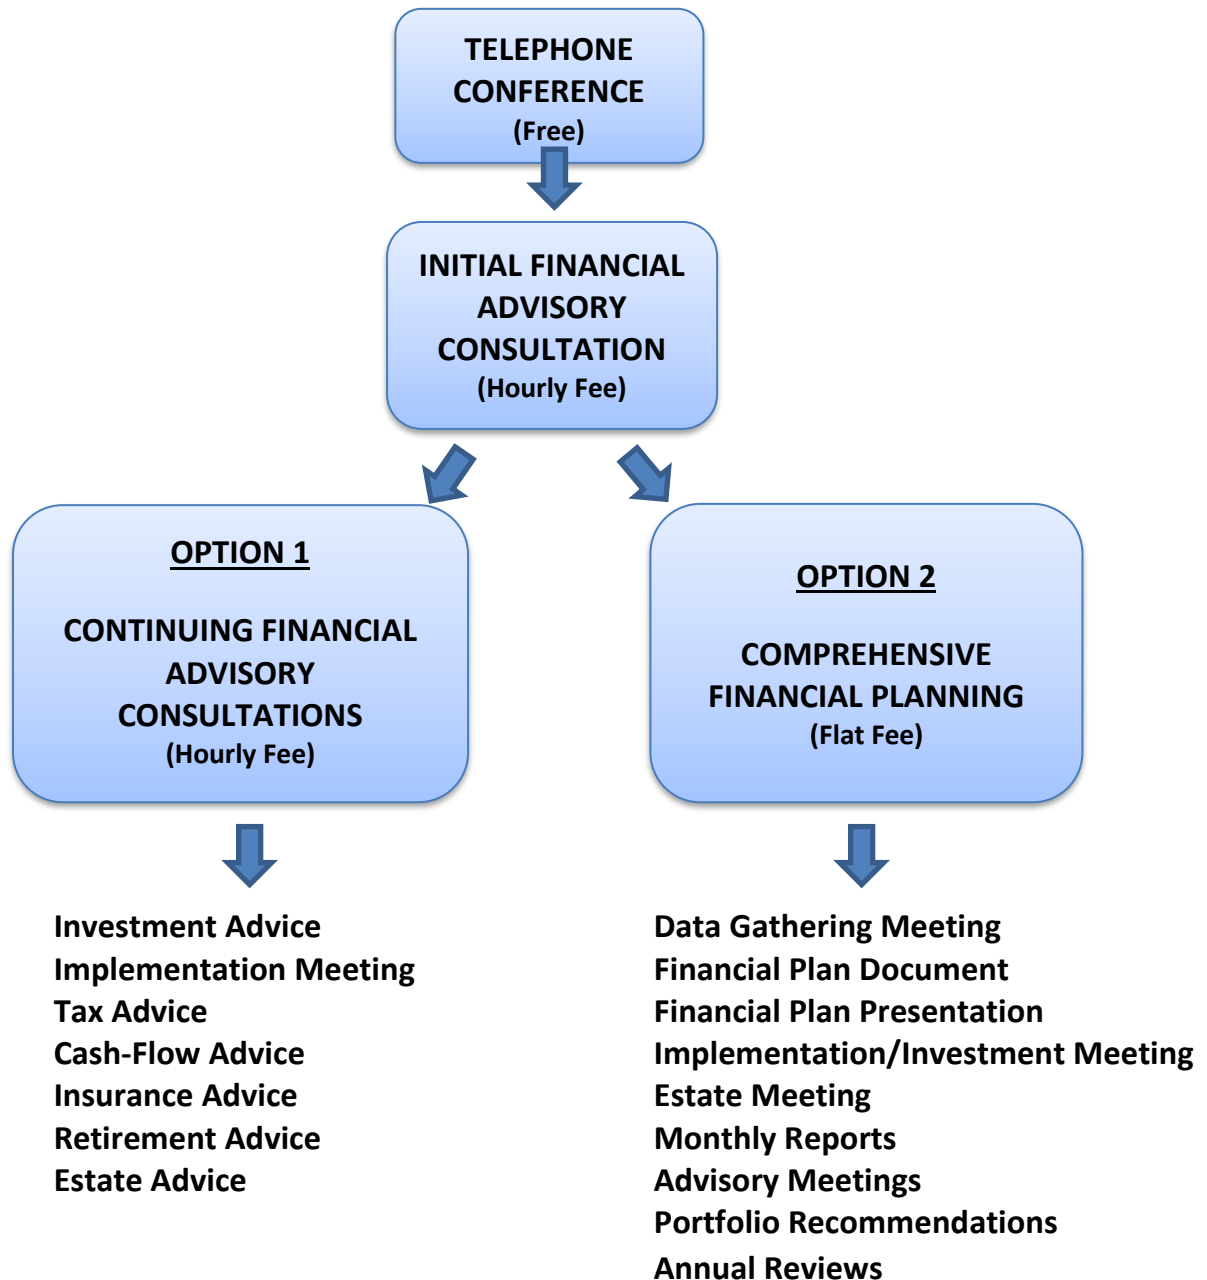 TELEPHONE
CONFERENCE
(Free)
INITIAL FINANCIAL
ADVISORY
CONSULTATION
(Hourly Fee)
OPTION 1
CONTINUING FINANCIAL
ADVISORY
CONSULTATIONS
(Hourly Fee)
OPTION 2
COMPREHENSIVE
FINANCIAL PLANNING
(Flat Fee)
Investment Advice
Implementation Meeting
Tax Advice
Cash-Flow Advice
Insurance Advice
Retirement Advice
Estate Advice
Data Gathering Meeting
Financial Plan Document
Financial Plan Presentation
Implementation/Investment Meeting
Estate Meeting
Monthly Reports
Advisory Meetings
Portfolio Recommendations
Annual Reviews